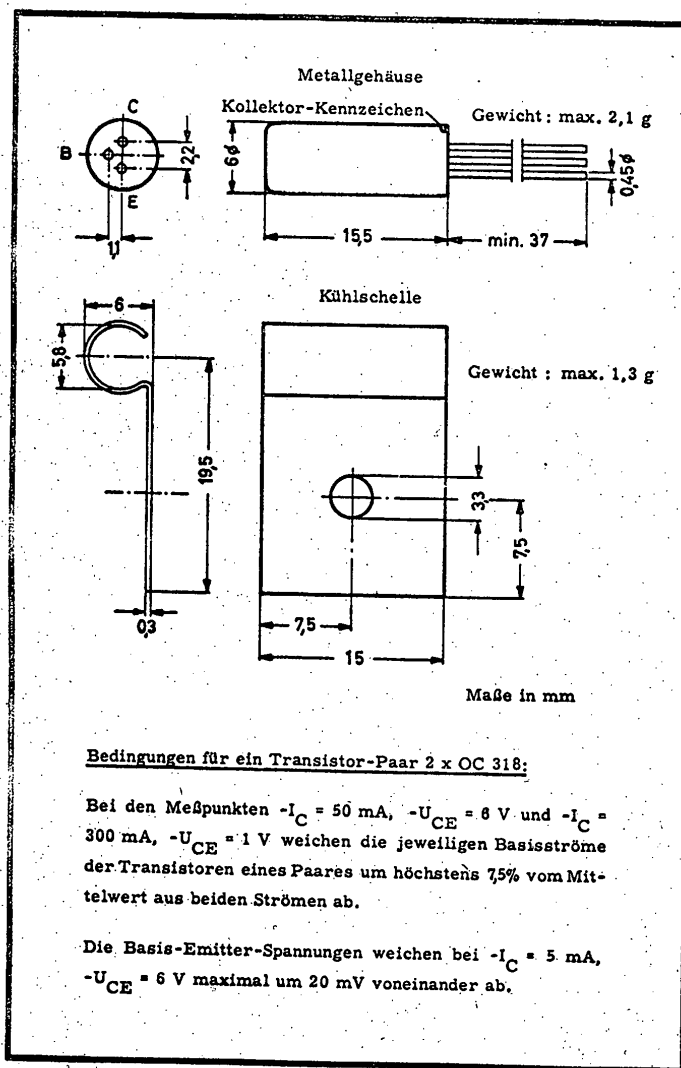 Metallgehäuse
Kollektor-Kennzeichen
Gewicht : max. 2,1 g
C
B
E
2,2
1,1
6ø
15,5
min. 37
0,45ø
Kühlschelle
6
5,8
19,5
0,3
Gewicht : max. 1,3 g
3,3
7,5
7,5
15
Maße in mm
Bedingungen für ein Transistor-Paar 2 x OC 318:
Bei den Meßpunkten -I_C = 50 mA, -U_CE = 6 V und -I_C =
300 mA, -U_CE = 1 V weichen die jeweiligen Basisströme
der Transistoren eines Paares um höchstens 7,5% vom Mit-
telwert aus beiden Strömen ab.
Die Basis-Emitter-Spannungen weichen bei -I_C = 5 mA,
-U_CE = 6 V maximal um 20 mV voneinander ab.